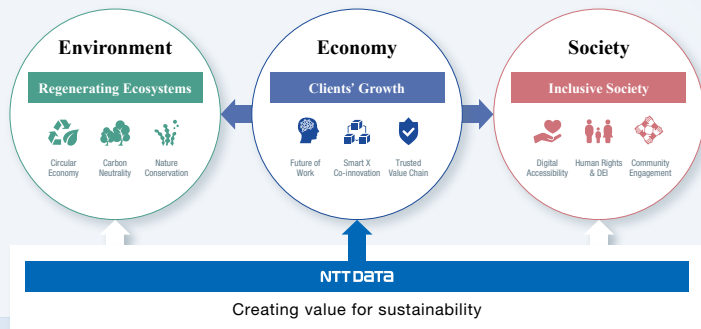 Environment
Regenerating Ecosystems
Circular
Economy
Carbon
Neutrality
Nature
Conservation
Economy
Clients' Growth
Future of
Work
Smart X
Co-innovation
Trusted
Value Chain
Society
Inclusive Society
Digital
Accessibility
Human Rights
& DEI
Community
Engagement
NTT DATA
Creating value for sustainability